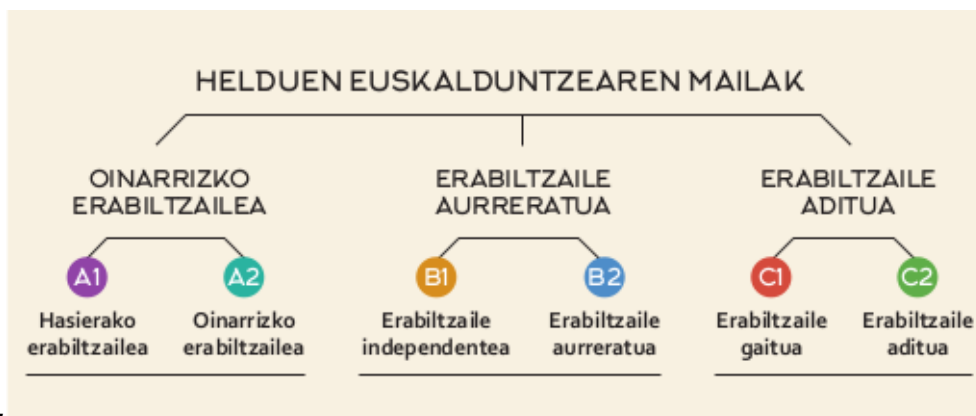 HELDUEN EUSKALDUNTZEAREN MAILAK
OINARRIZKO
ERABILTZAILEA
ERABILTZAILE
AURRERATUA
ERABILTZAILE
ADITUA
A1
A2
B1
B2
C1
C2
Hasierako
erabiltzailea
Oinarrizko
erabiltzailea
Erabiltzaile
independentea
Erabiltzaile
aurreratua
Erabiltzaile
gaitua
Erabiltzaile
aditua